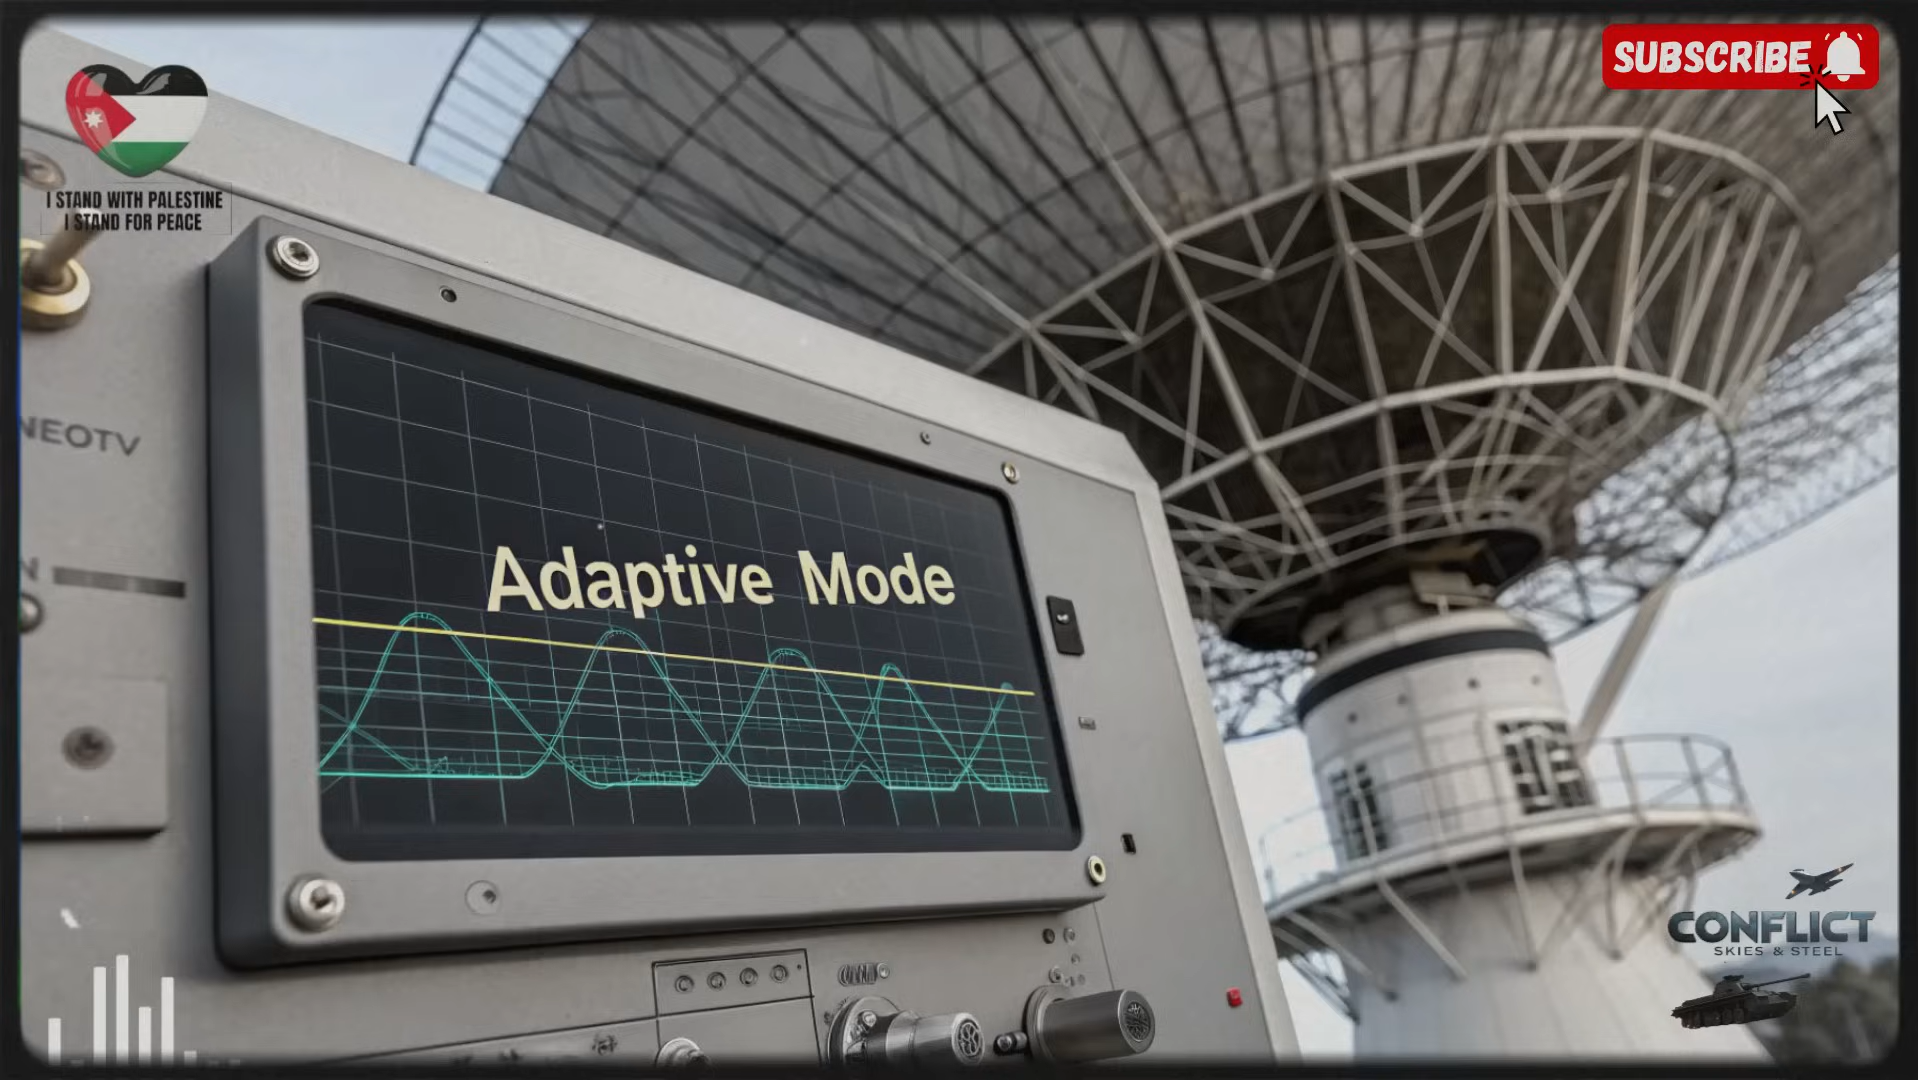 SUBSCRIBE
I STAND WITH PALESTINE
I STAND FOR PEACE
NEOTV
N
Adaptive Mode
CONFLICT
SKIES & STEEL